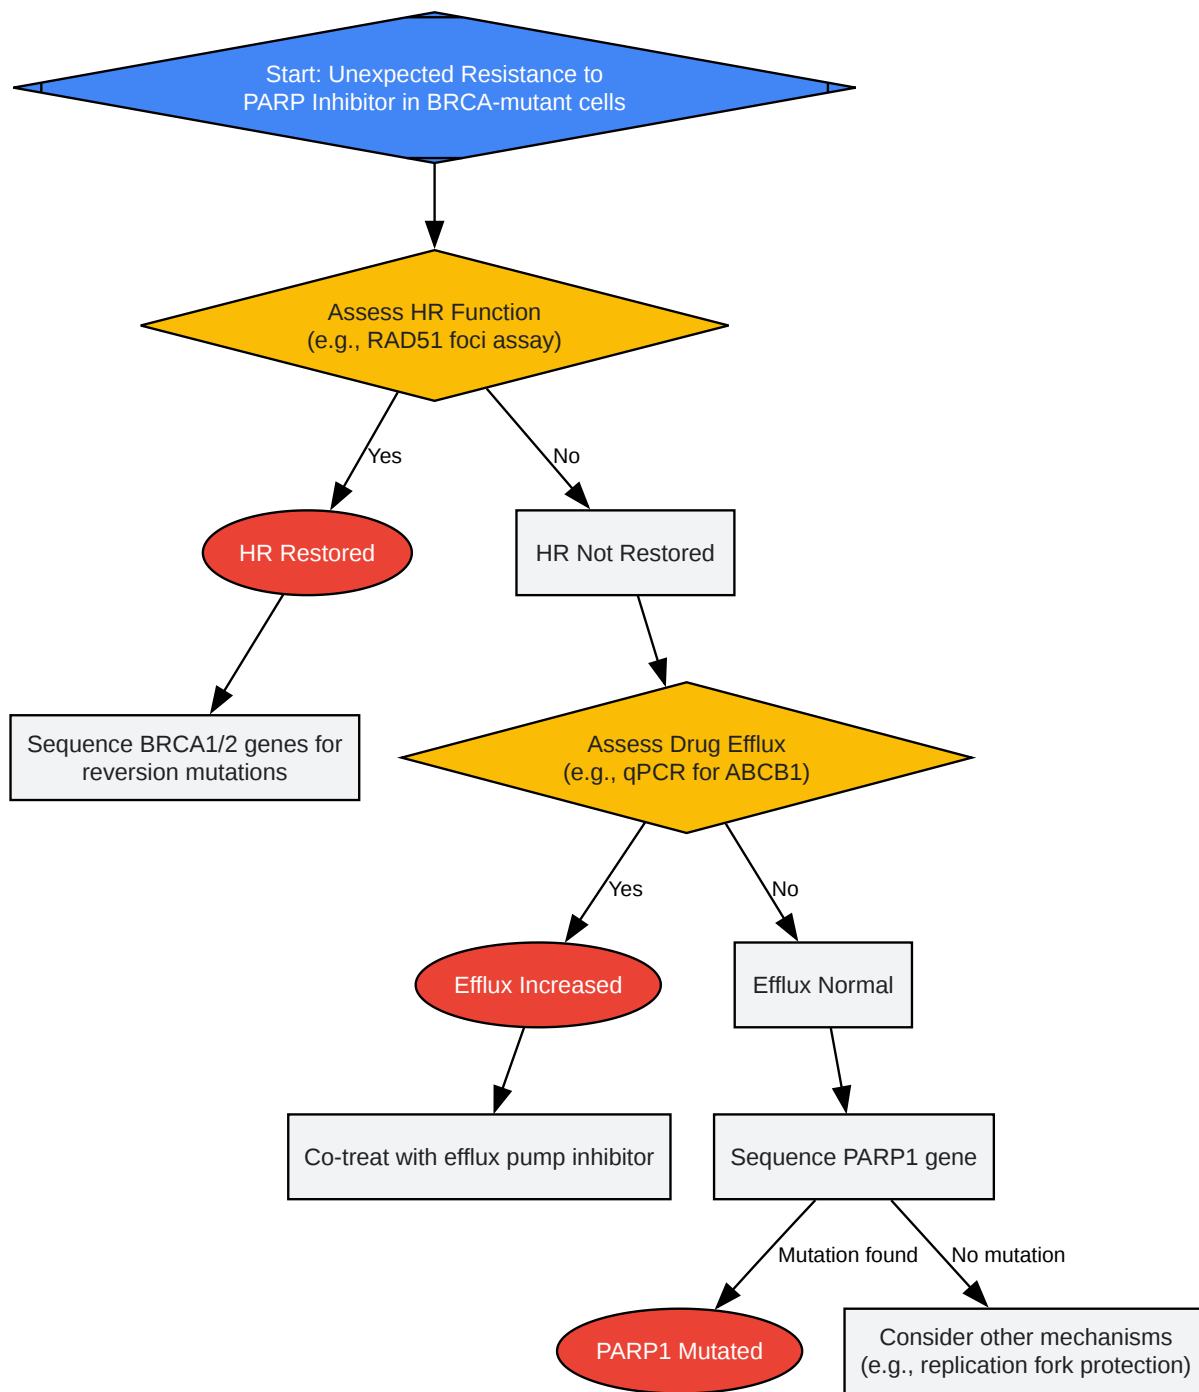 Start: Unexpected Resistance to
PARP Inhibitor in BRCA-mutant cells
Assess HR Function
(e.g., RAD51 foci assay)
Yes
No
HR Restored
HR Not Restored
Sequence BRCA1/2 genes for
reversion mutations
Assess Drug Efflux
(e.g., qPCR for ABCB1)
Yes
No
Efflux Increased
Efflux Normal
Co-treat with efflux pump inhibitor
Sequence PARP1 gene
Mutation found
No mutation
PARP1 Mutated
Consider other mechanisms
(e.g., replication fork protection)